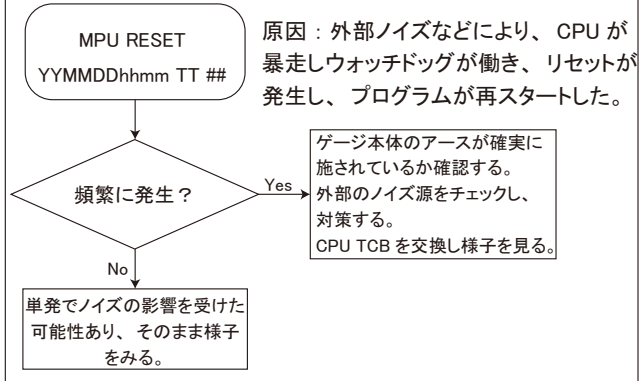 MPU RESET
YYMMDDhhmm TT ##
原因：外部ノイズなどにより、CPU が
暴走しウォッチドッグが働き、リセットが
発生し、プログラムが再スタートした。
頻繁に発生？
Yes
ゲージ本体のアースが確実に
施されているか確認する。
外部のノイズ源をチェックし、
対策する。
CPU TCB を交換し様子を見る。
No
単発でノイズの影響を受けた
可能性あり、そのまま様子
をみる。